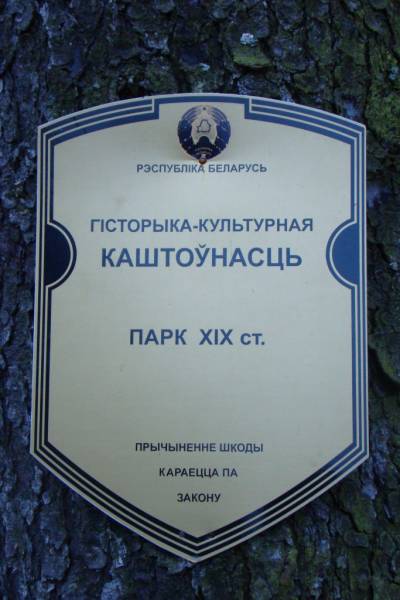 РЭСПУБЛІКА БЕЛАРУСЬ
ГІСТОРЫКА-КУЛЬТУРНАЯ
КАШТОЎНАСЦЬ
ПАРК XIX ст.
ПРЫЧЫНЕННЕ ШКОДЫ
КАРАЕЦЦА ПА
ЗАКОНУ